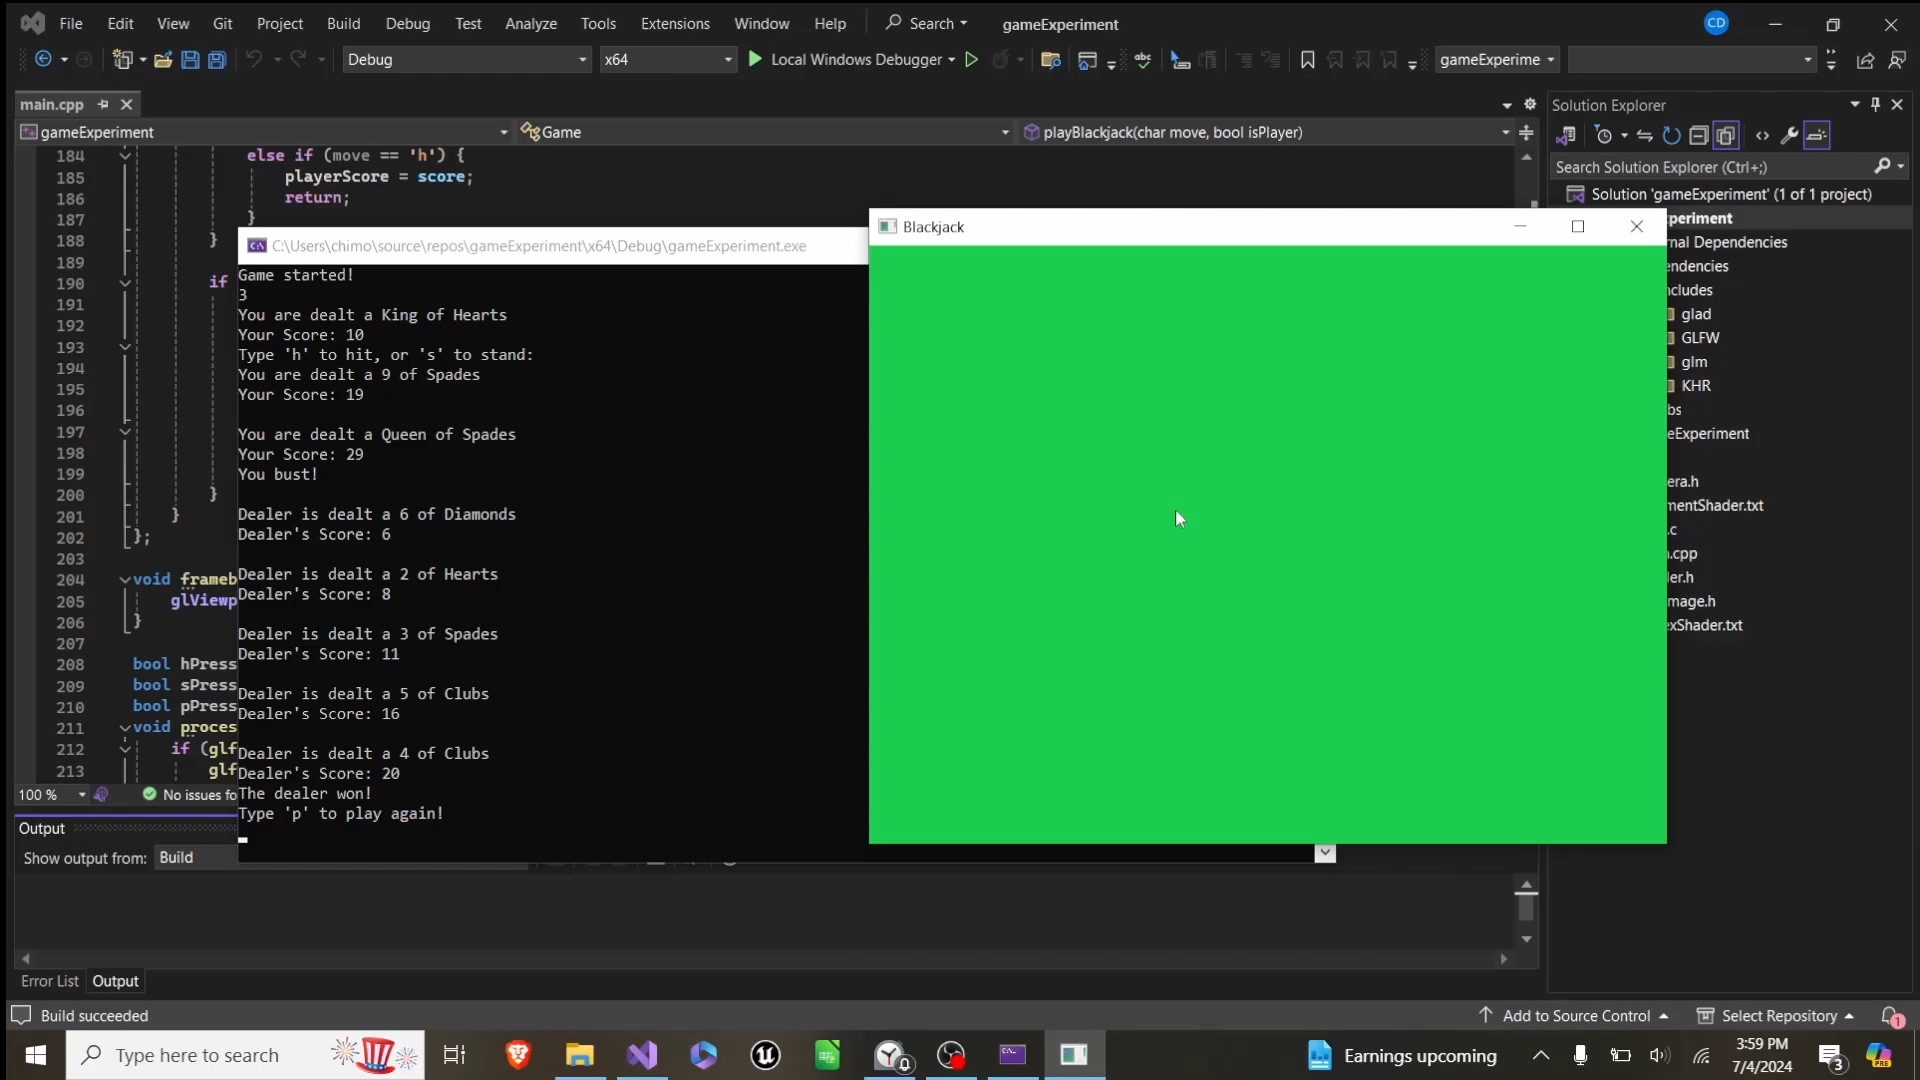 File Edit View Git Project Build Debug Test Analyze Tools Extensions Window Help Search gameExperiment CD
Debug x64 Local Windows Debugger gameExperime
main.cpp
gameExperiment Game playBlackjack(char move, bool isPlayer)
184 else if (move == 'h') {
185 playerScore = score;
186 return;
187 }
188 }
189
190 if
191
192
193
194
195
196
197
198
199
200 }
201 }
202 };
203
204 void frameb
205 glViewp
206 }
207
208 bool hPress
209 bool sPress
210 bool pPress
211 void proces
212 if (glf
213 glf
100 % No issues fo
C:\Users\chimo\source\repos\gameExperiment\x64\Debug\gameExperiment.exe
Game started!
3
You are dealt a King of Hearts
Your Score: 10
Type 'h' to hit, or 's' to stand:
You are dealt a 9 of Spades
Your Score: 19
You are dealt a Queen of Spades
Your Score: 29
You bust!
Dealer is dealt a 6 of Diamonds
Dealer's Score: 6
Dealer is dealt a 2 of Hearts
Dealer's Score: 8
Dealer is dealt a 3 of Spades
Dealer's Score: 11
Dealer is dealt a 5 of Clubs
Dealer's Score: 16
Dealer is dealt a 4 of Clubs
Dealer's Score: 20
The dealer won!
Type 'p' to play again!
Blackjack
Solution Explorer
Search Solution Explorer (Ctrl+;)
Solution 'gameExperiment' (1 of 1 project)
periment
rnal Dependencies
endencies
cludes
glad
GLFW
glm
KHR
bs
eExperiment
era.h
mentShader.txt
.c
.cpp
der.h
mage.h
exShader.txt
Output
Show output from: Build
Error List Output
Build succeeded Add to Source Control Select Repository 1
Type here to search Earnings upcoming 3:59 PM
7/4/2024 3 PRE